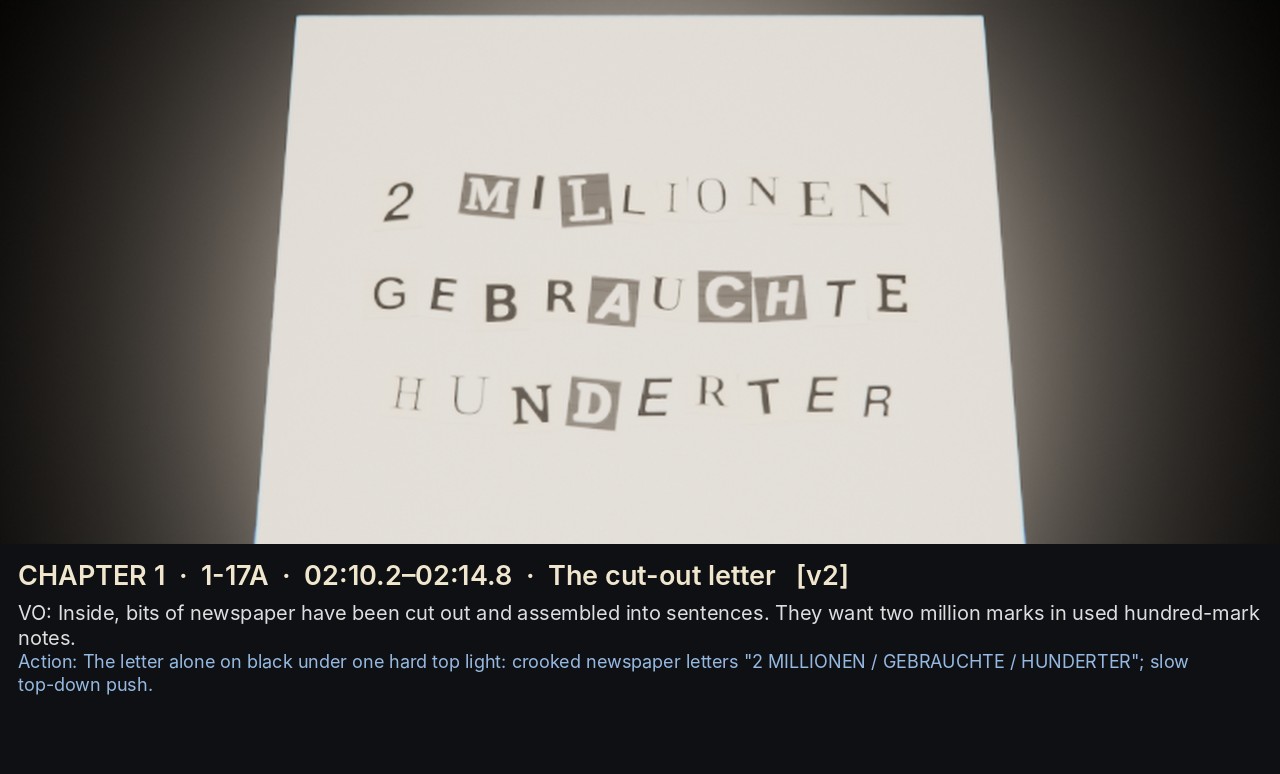 2 MILLIONEN
GEBRAUCHTE
HUNDERTER
CHAPTER 1 · 1-17A · 02:10.2–02:14.8 · The cut-out letter [v2]
VO: Inside, bits of newspaper have been cut out and assembled into sentences. They want two million marks in used hundred-mark
notes.
Action: The letter alone on black under one hard top light: crooked newspaper letters "2 MILLIONEN / GEBRAUCHTE / HUNDERTER"; slow
top-down push.